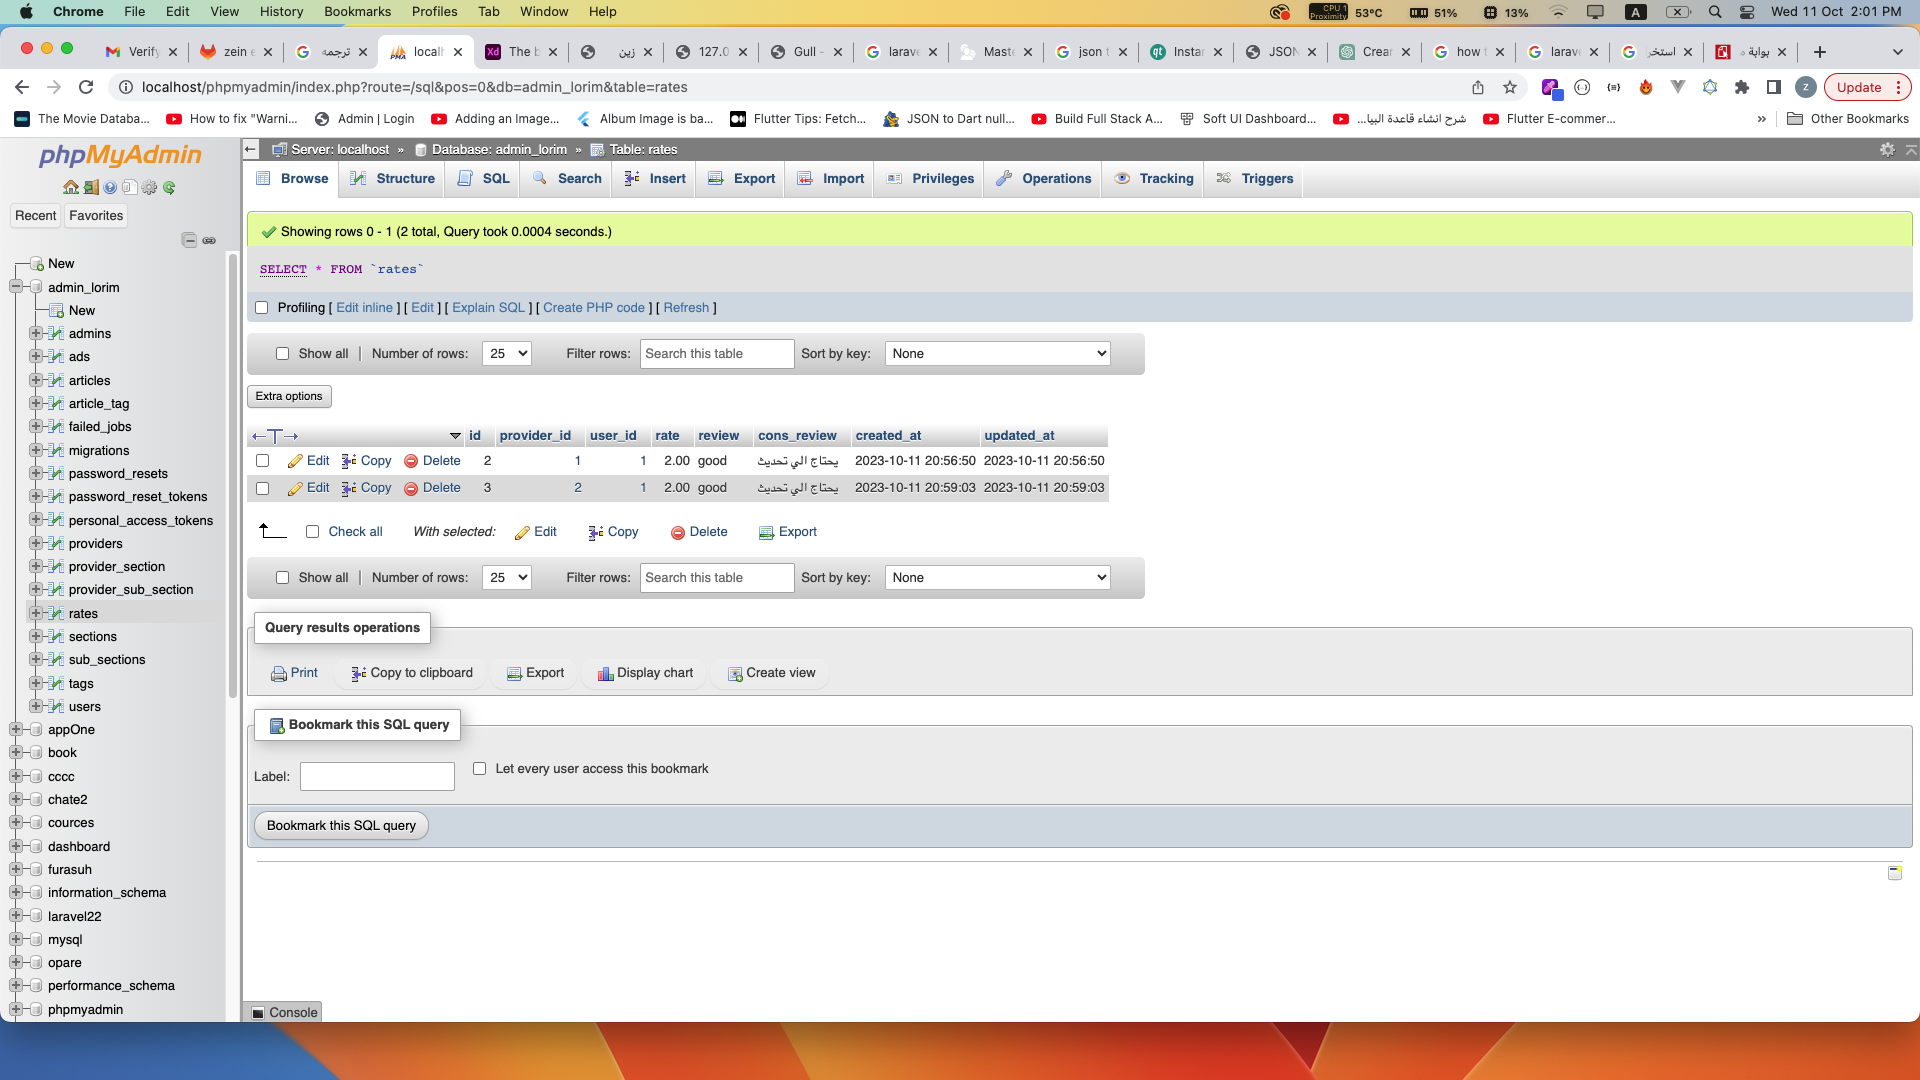 Chrome File Edit View History Bookmarks Profiles Tab Window Help CPU 1 Proximity 53°C 51% 13% A Wed 11 Oct 2:01 PM
Verify zein ترجمه localh The b زين 127.0 Gull - larave Maste json t Instar JSON Crea how t larave استخر بوابة
localhost/phpmyadmin/index.php?route=/sql&pos=0&db=admin_lorim&table=rates Z Update
The Movie Databa... How to fix "Warni... Admin | Login Adding an Image... Album Image is ba... Flutter Tips: Fetch... JSON to Dart null... Build Full Stack A... Soft UI Dashboard... شرح انشاء قاعدة البيا... Flutter E-commer... » Other Bookmarks
phpMyAdmin
Recent Favorites
New
admin_lorim
New
admins
ads
articles
article_tag
failed_jobs
migrations
password_resets
password_reset_tokens
personal_access_tokens
providers
provider_section
provider_sub_section
rates
sections
sub_sections
tags
users
appOne
book
cccc
chate2
cources
dashboard
furasuh
information_schema
laravel22
mysql
opare
performance_schema
phpmyadmin
Server: localhost » Database: admin_lorim » Table: rates
Browse Structure SQL Search Insert Export Import Privileges Operations Tracking Triggers
Showing rows 0 - 1 (2 total, Query took 0.0004 seconds.)
SELECT * FROM `rates`
Profiling [ Edit inline ] [ Edit ] [ Explain SQL ] [ Create PHP code ] [ Refresh ]
Show all | Number of rows: 25 Filter rows: Search this table Sort by key: None
Extra options
id provider_id user_id rate review cons_review created_at updated_at
Edit Copy Delete 2 1 1 2.00 good يحتاج الي تحديث 2023-10-11 20:56:50 2023-10-11 20:56:50
Edit Copy Delete 3 2 1 2.00 good يحتاج الي تحديث 2023-10-11 20:59:03 2023-10-11 20:59:03
Check all With selected: Edit Copy Delete Export
Show all | Number of rows: 25 Filter rows: Search this table Sort by key: None
Query results operations
Print Copy to clipboard Export Display chart Create view
Bookmark this SQL query
Label: Let every user access this bookmark
Bookmark this SQL query
Console